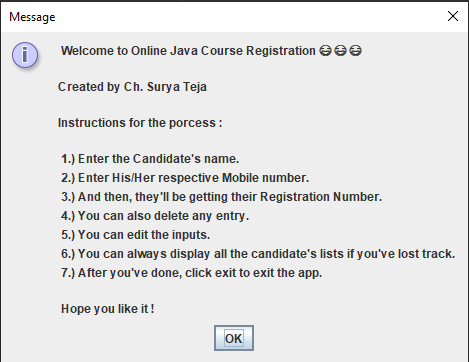 Message
Welcome to Online Java Course Registration 😂😂😂
Created by Ch. Surya Teja
Instructions for the porcess :
1.) Enter the Candidate's name.
2.) Enter His/Her respective Mobile number.
3.) And then, they'll be getting their Registration Number.
4.) You can also delete any entry.
5.) You can edit the inputs.
6.) You can always display all the candidate's lists if you've lost track.
7.) After you've done, click exit to exit the app.
Hope you like it !
OK